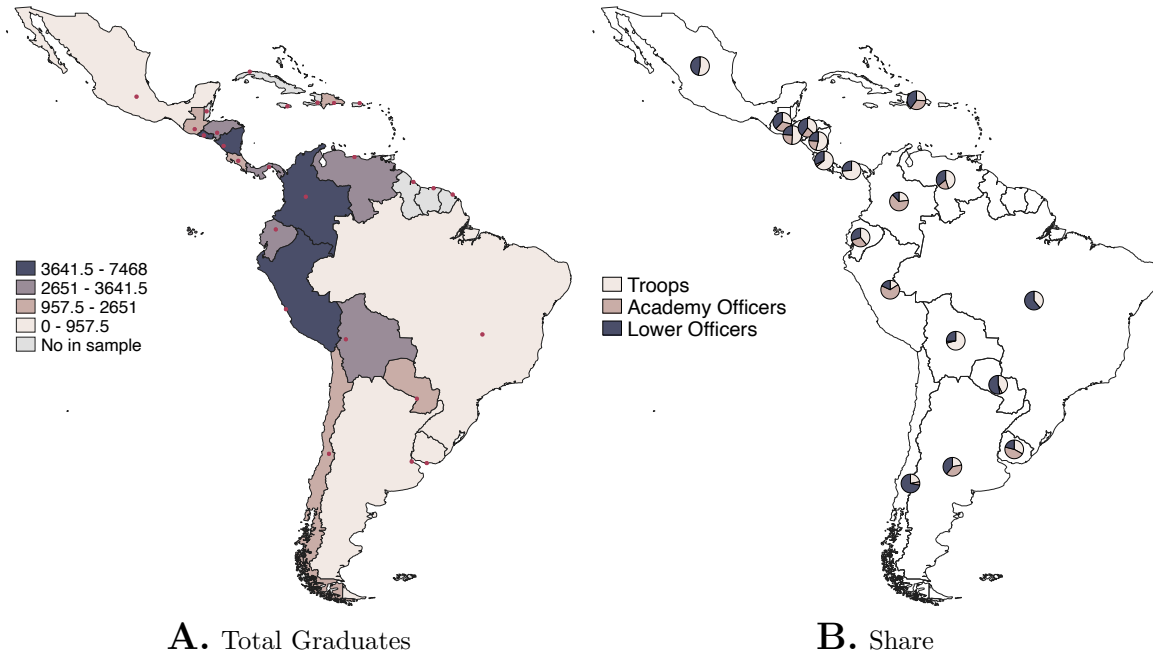 3641.5 - 7468
2651 - 3641.5
957.5 - 2651
0 - 957.5
No in sample
Troops
Academy Officers
Lower Officers
A. Total Graduates
B. Share